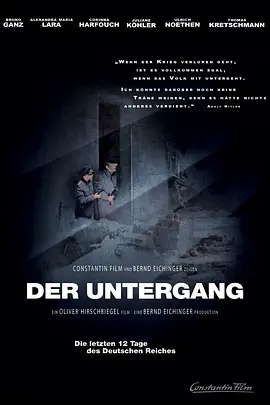 BRUNO GANZ ALEXANDRA MARIA LARA CORINNA HARFOUCH JULIANE KÖHLER ULRICH NOETHEN THOMAS KRETSCHMANN
„WENN DER KRIEG VERLOREN GEHT,
IST ES VOLLKOMMEN EGAL,
WENN DAS VOLK MIT UNTERGEHT.
ICH KÖNNTE DARÜBER NOCH KEINE
TRÄNE WEINEN, DENN ES HÄTTE NICHTS
ANDERES VERDIENT."
ADOLF HITLER
CONSTANTIN FILM UND BERND EICHINGER ZEIGEN
DER UNTERGANG
EIN OLIVER HIRSCHBIEGEL FILM EINE BERND EICHINGER PRODUKTION
Die letzten 12 Tage
des Deutschen Reiches
Constantin Film